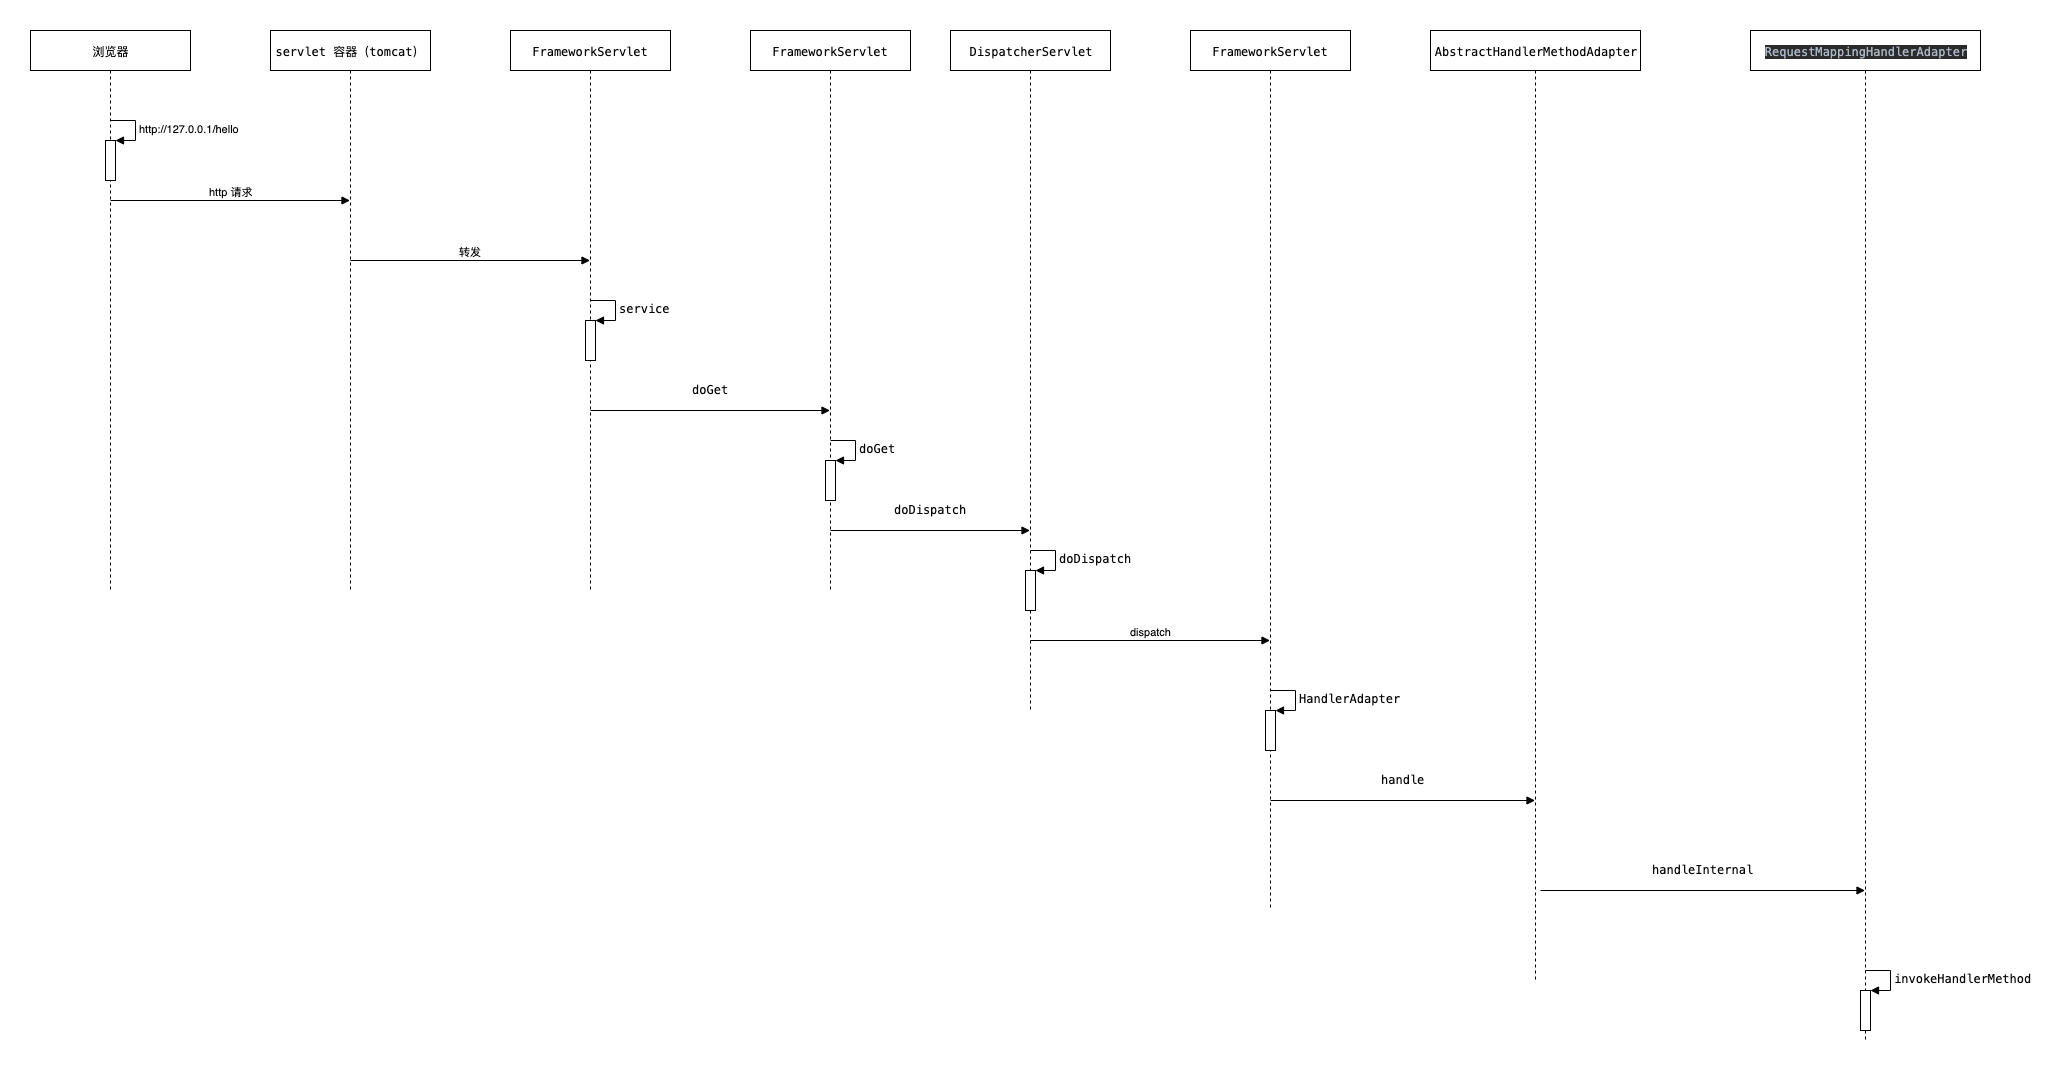 浏览器
servlet 容器（tomcat）
FrameworkServlet
FrameworkServlet
DispatcherServlet
FrameworkServlet
AbstractHandlerMethodAdapter
RequestMappingHandlerAdapter
http://127.0.0.1/hello
http 请求
转发
service
doGet
doGet
doDispatch
doDispatch
dispatch
HandlerAdapter
handle
handleInternal
invokeHandlerMethod